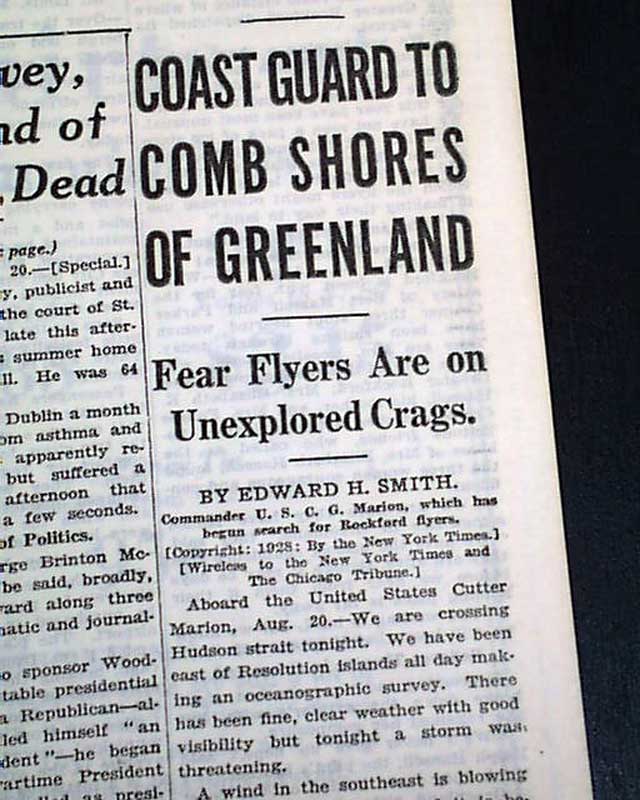 vey,
nd of
, Dead
page.)
20.—[Special.]
y, publicist and
the court of St.
late this after-
summer home
ll. He was 64
Dublin a month
om asthma and
apparently re-
but suffered a
afternoon that
a few seconds.
of Politics.
rge Brinton Mc-
be said, broadly,
ard along three
matic and journal-
o sponsor Wood-
table presidential
a Republican—al-
led himself "an
dent"—he began
artime President
as presi-
COAST GUARD TO
COMB SHORES
OF GREENLAND
Fear Flyers Are on
Unexplored Crags.
BY EDWARD H. SMITH.
Commander U. S. C. G. Marion, which has
begun search for Rockford flyers.
[Copyright: 1928: By the New York Times.]
[Wireless to the New York Times and
The Chicago Tribune.]
Aboard the United States Cutter
Marion, Aug. 20.—We are crossing
Hudson strait tonight. We have been
east of Resolution islands all day mak-
ing an oceanographic survey. There
has been fine, clear weather with good
visibility but tonight a storm was
threatening.
A wind in the southeast is blowing